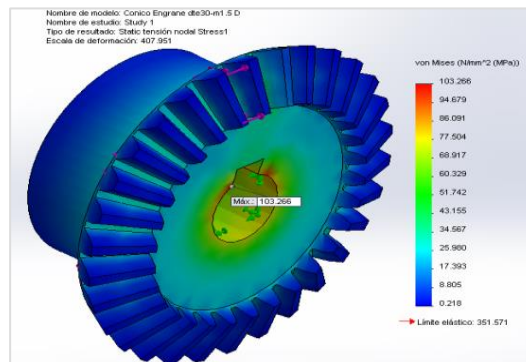 Nombre de modelo: Conico Engrane dte30-m1.5 D
Nombre de estudio: Study 1
Tipo de resultado: Static tensión nodal Stress1
Escala de deformación: 407.951
von Mises (N/mm^2 (MPa))
103.266
94.679
86.091
77.504
68.917
60.329
51.742
43.155
34.567
25.980
17.393
8.805
0.218
Límite elástico: 351.571
Máx.: 103.266